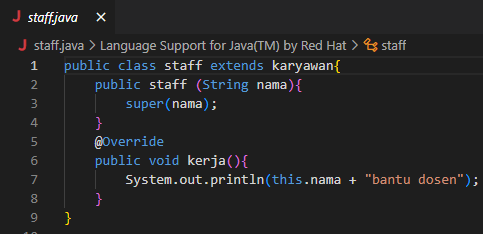 staff.java
staff.java > Language Support for Java(TM) by Red Hat > staff
1 public class staff extends karyawan{
2 public staff (String nama){
3 super(nama);
4 }
5 @Override
6 public void kerja(){
7 System.out.println(this.nama + "bantu dosen");
8 }
9 }